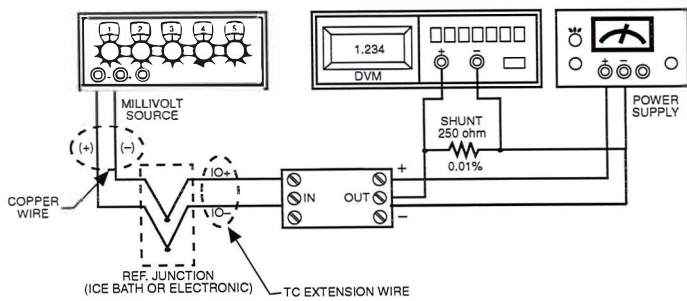 1 2 3 4 5
MILLIVOLT
SOURCE
(+)
(-)
COPPER
WIRE
REF. JUNCTION
(ICE BATH OR ELECTRONIC)
IO+
IO-
TC EXTENSION WIRE
IN
OUT
+
-
1.234
DVM
+ -
SHUNT
250 ohm
0.01%
+ -
POWER
SUPPLY